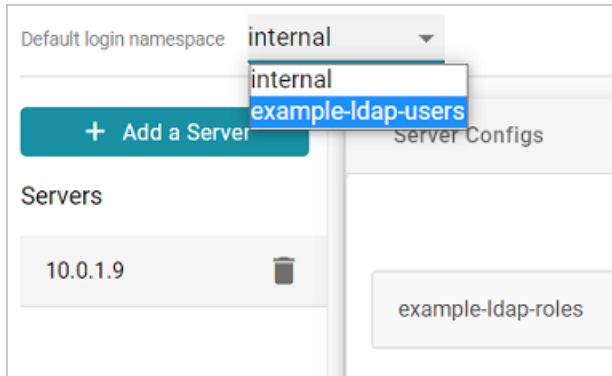 Default login namespace internal
internal
example-ldap-users
+ Add a Server
Server Configs
Servers
10.0.1.9
example-ldap-roles